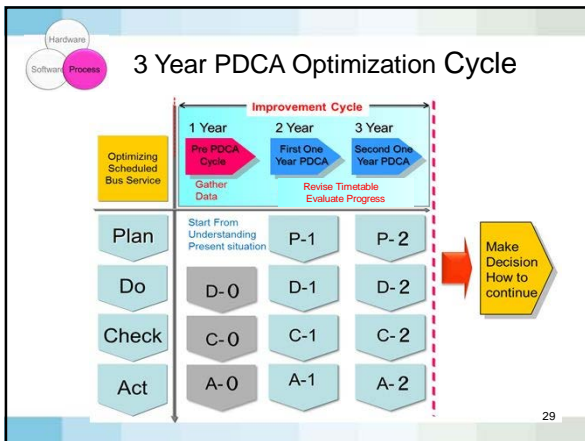 Hardware
Software
Process
3 Year PDCA Optimization Cycle
Improvement Cycle
1 Year
2 Year
3 Year
Optimizing
Scheduled
Bus Service
Pre PDCA
Cycle
First One
Year PDCA
Second One
Year PDCA
Gather
Data
Revise Timetable
Evaluate Progress
Plan
Start From
Understanding
Present situation
P-1
P-2
Do
D-0
D-1
D-2
Check
C-0
C-1
C-2
Act
A-0
A-1
A-2
Make
Decision
How to
continue
29